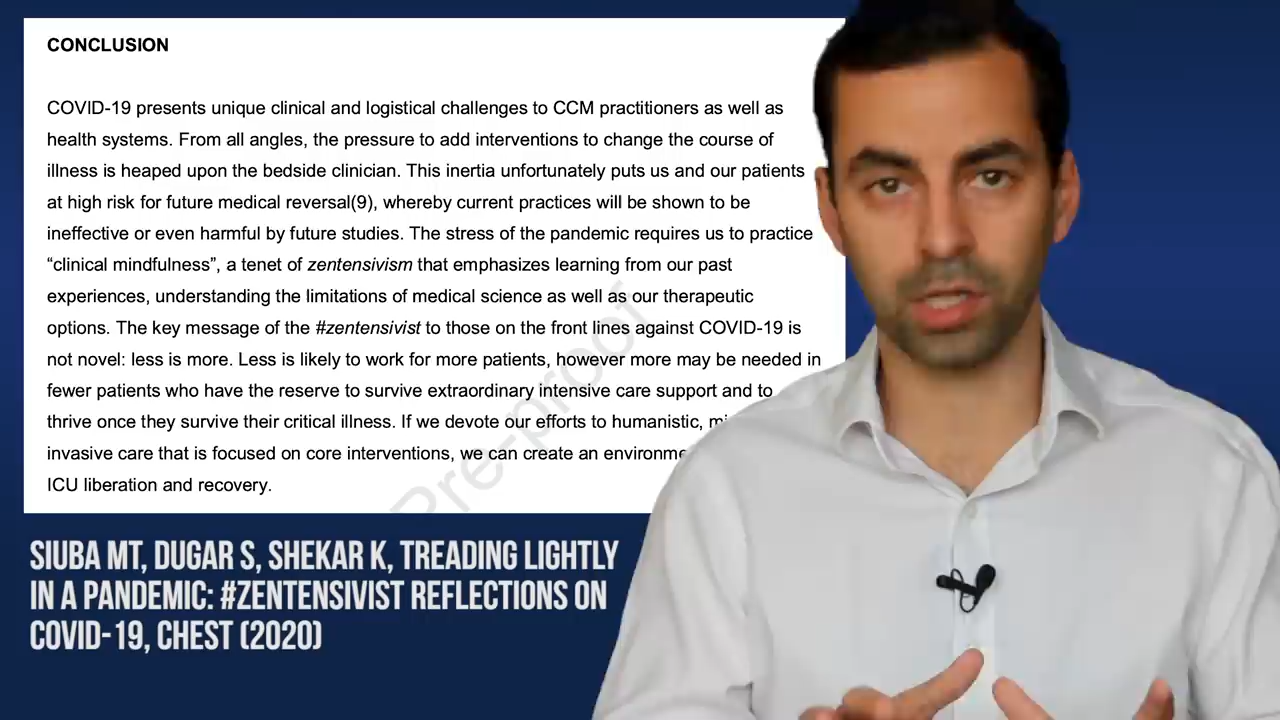 CONCLUSION
COVID-19 presents unique clinical and logistical challenges to CCM practitioners as well as
health systems. From all angles, the pressure to add interventions to change the course of
illness is heaped upon the bedside clinician. This inertia unfortunately puts us and our patients
at high risk for future medical reversal(9), whereby current practices will be shown to be
ineffective or even harmful by future studies. The stress of the pandemic requires us to practice
“clinical mindfulness”, a tenet of zentensivism that emphasizes learning from our past
experiences, understanding the limitations of medical science as well as our therapeutic
options. The key message of the #zentensivist to those on the front lines against COVID-19 is
not novel: less is more. Less is likely to work for more patients, however more may be needed in
fewer patients who have the reserve to survive extraordinary intensive care support and to
thrive once they survive their critical illness. If we devote our efforts to humanistic,
invasive care that is focused on core interventions, we can create an
ICU liberation and recovery.
Pre-proof
SIUBA MT, DUGAR S, SHEKAR K, TREADING LIGHTLY
IN A PANDEMIC: #ZENTENSIVIST REFLECTIONS ON
COVID-19, CHEST (2020)